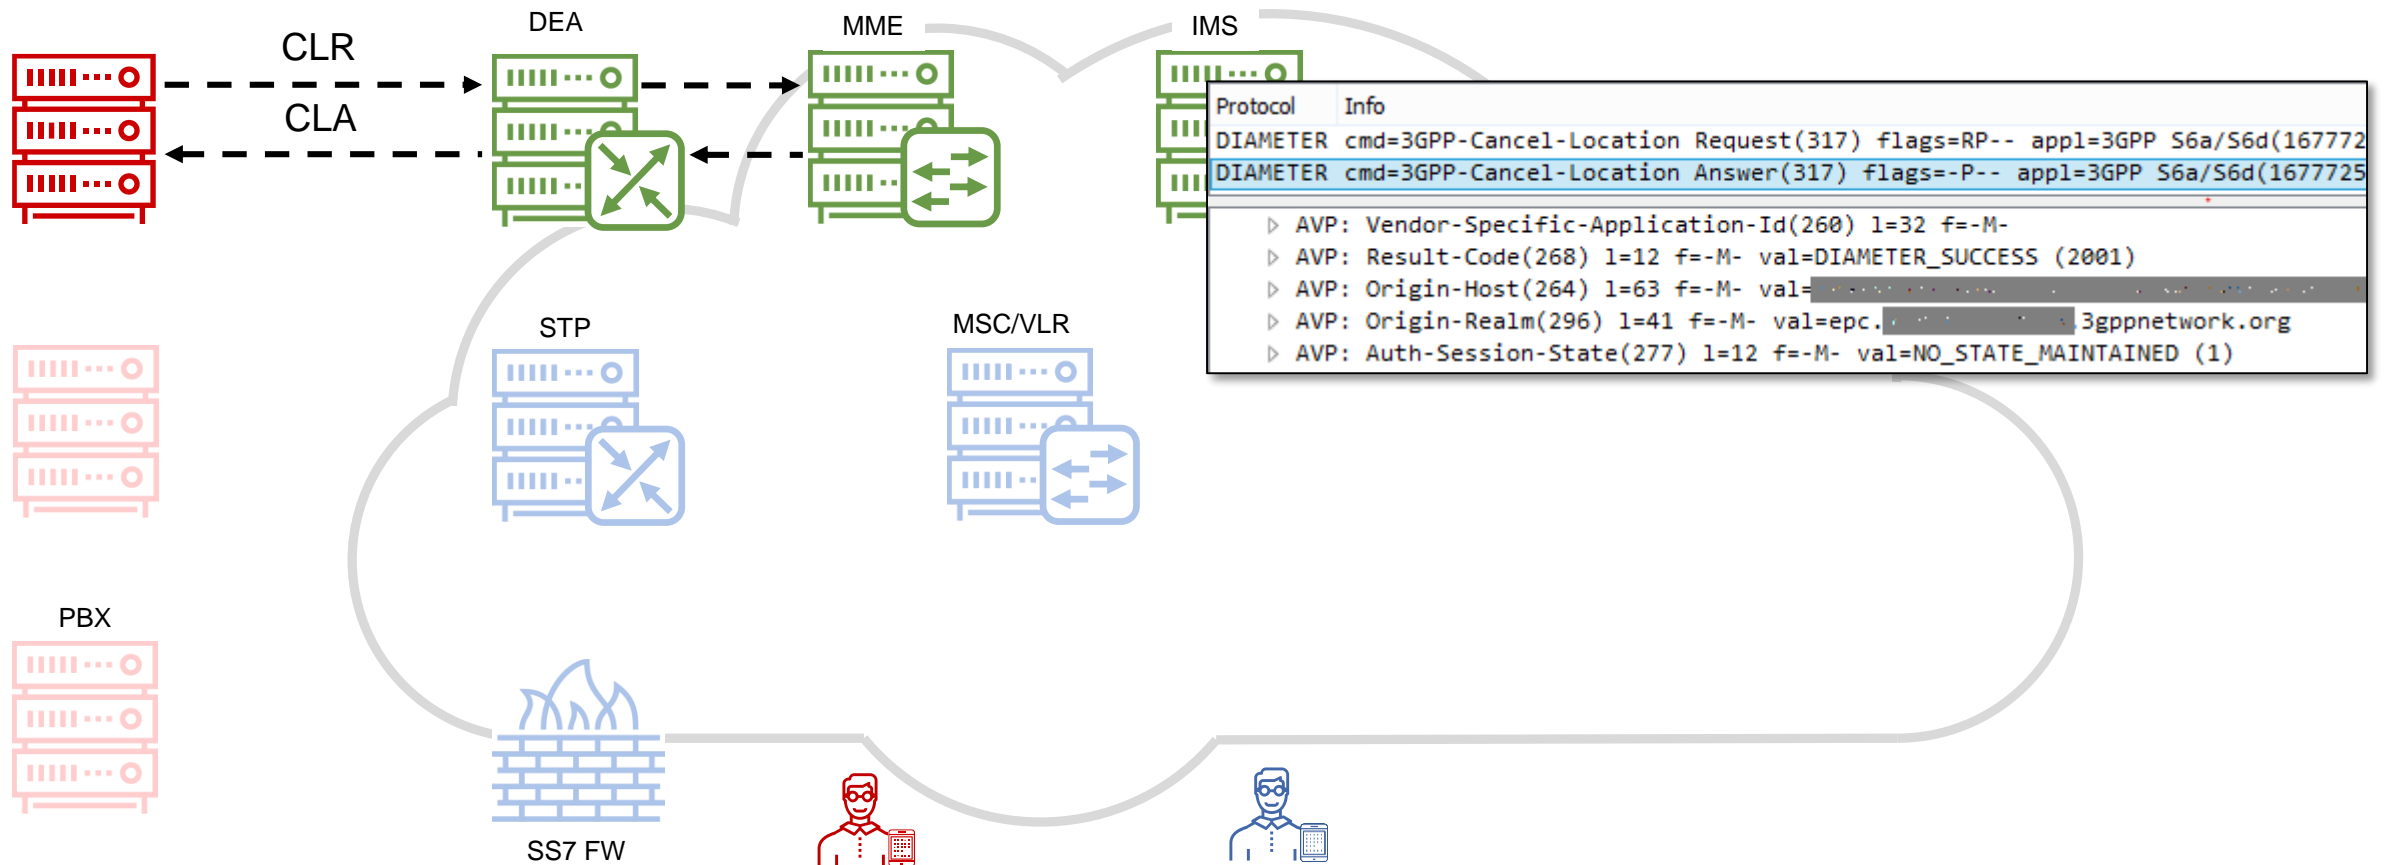 DEA
MME
IMS
CLR
CLA
Protocol Info
DIAMETER cmd=3GPP-Cancel-Location Request(317) flags=RP-- appl=3GPP S6a/S6d(167772
DIAMETER cmd=3GPP-Cancel-Location Answer(317) flags=-P-- appl=3GPP S6a/S6d(1677725
AVP: Vendor-Specific-Application-Id(260) l=32 f=-M-
AVP: Result-Code(268) l=12 f=-M- val=DIAMETER_SUCCESS (2001)
AVP: Origin-Host(264) l=63 f=-M- val=
AVP: Origin-Realm(296) l=41 f=-M- val=epc. .3gppnetwork.org
AVP: Auth-Session-State(277) l=12 f=-M- val=NO_STATE_MAINTAINED (1)
STP
MSC/VLR
PBX
SS7 FW